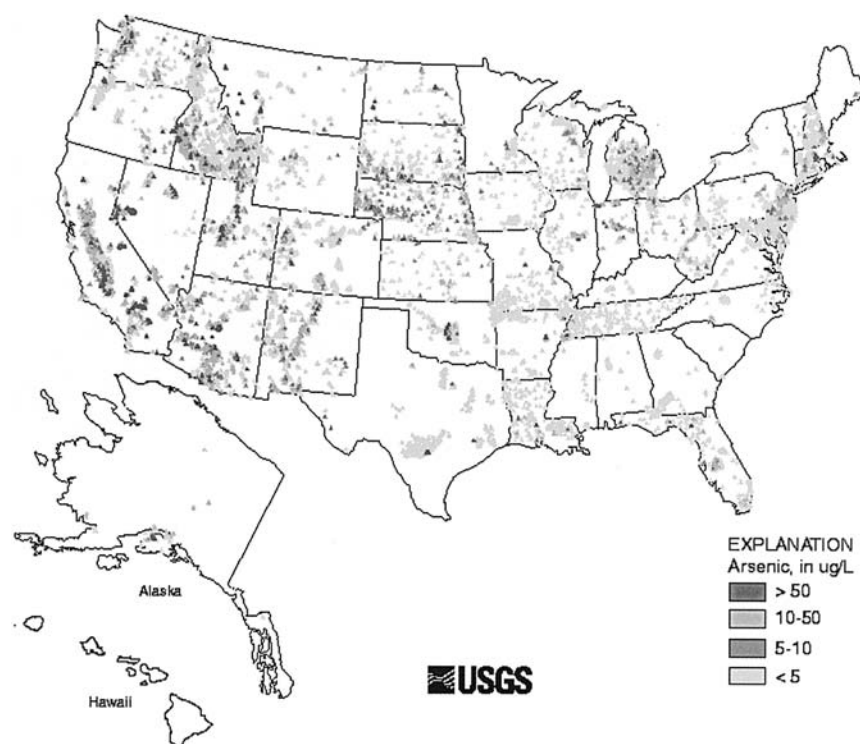 EXPLANATION
Arsenic, in ug/L
> 50
10-50
5-10
< 5
Alaska
Hawaii
USGS